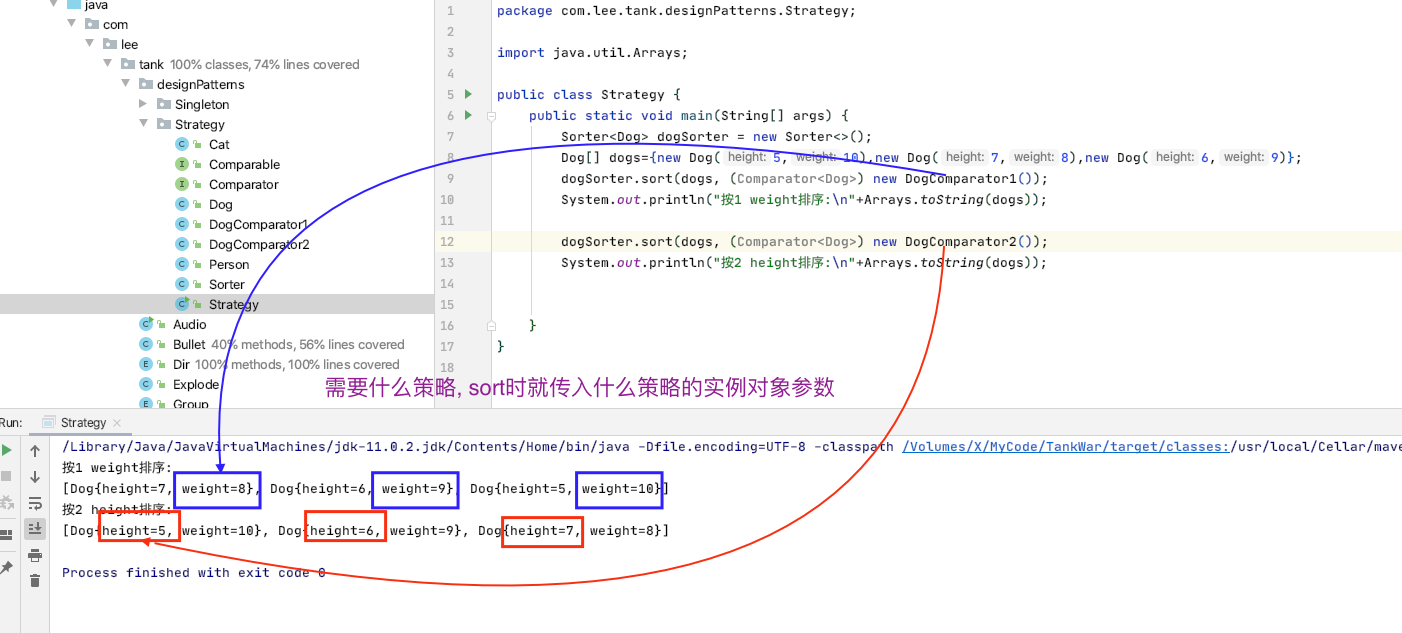 java
com
lee
tank 100% classes, 74% lines covered
designPatterns
Singleton
Strategy
C Cat
I Comparable
I Comparator
C Dog
C DogComparator1
C DogComparator2
C Person
C Sorter
C Strategy
C Audio
C Bullet 40% methods, 56% lines covered
E Dir 100% methods, 100% lines covered
C Explode
E Group
1 package com.lee.tank.designPatterns.Strategy;
2
3 import java.util.Arrays;
4
5 public class Strategy {
6 public static void main(String[] args) {
7 Sorter<Dog> dogSorter = new Sorter<>();
8 Dog[] dogs={new Dog( height: 5, weight: 10),new Dog( height: 7, weight: 8),new Dog( height: 6, weight: 9)};
9 dogSorter.sort(dogs, (Comparator<Dog>) new DogComparator1());
10 System.out.println("按1 weight排序:\n"+Arrays.toString(dogs));
11
12 dogSorter.sort(dogs, (Comparator<Dog>) new DogComparator2());
13 System.out.println("按2 height排序:\n"+Arrays.toString(dogs));
14
15
16 }
17 }
18
需要什么策略, sort时就传入什么策略的实例对象参数
Run: Strategy
/Library/Java/JavaVirtualMachines/jdk-11.0.2.jdk/Contents/Home/bin/java -Dfile.encoding=UTF-8 -classpath /Volumes/X/MyCode/TankWar/target/classes:/usr/local/Cellar/mave
按1 weight排序:
[Dog{height=7, weight=8}, Dog{height=6, weight=9}, Dog{height=5, weight=10}]
按2 height排序:
[Dog{height=5, weight=10}, Dog{height=6, weight=9}, Dog{height=7, weight=8}]
Process finished with exit code 0